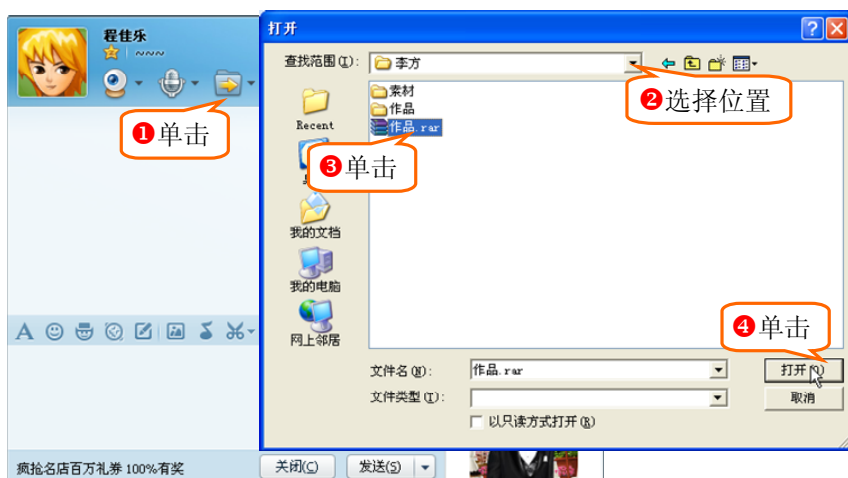 程佳乐
~~~
❶单击
打开
查找范围(I):
李方
❷选择位置
素材
作品
作品.rar
❸单击
Recent
我的文档
我的电脑
网上邻居
❹单击
文件名(N):
作品.rar
打开(O)
文件类型(T):
取消
以只读方式打开(R)
疯抢名店百万礼券 100%有奖
关闭(C)
发送(S)